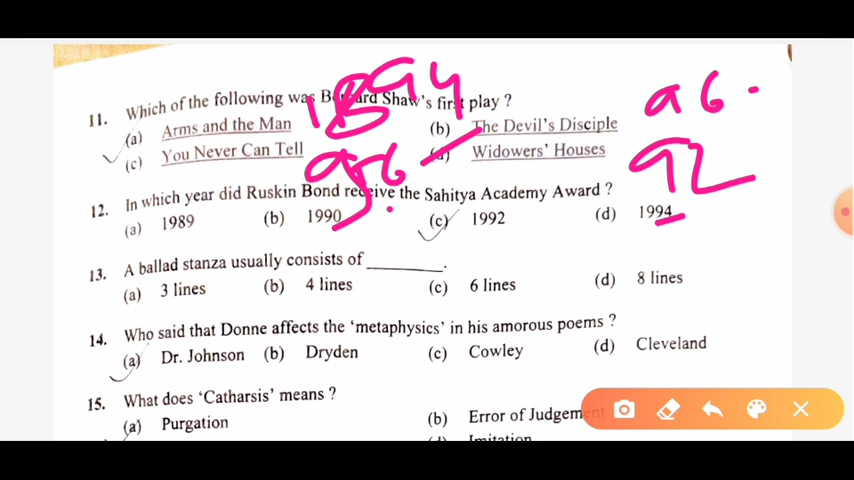 11. Which of the following was Bernard Shaw's first play ?
(a) Arms and the Man (b) The Devil's Disciple
(c) You Never Can Tell (d) Widowers' Houses
1894
96.
956
92
12. In which year did Ruskin Bond receive the Sahitya Academy Award ?
(a) 1989 (b) 1990 (c) 1992 (d) 1994
13. A ballad stanza usually consists of ________.
(a) 3 lines (b) 4 lines (c) 6 lines (d) 8 lines
14. Who said that Donne affects the 'metaphysics' in his amorous poems ?
(a) Dr. Johnson (b) Dryden (c) Cowley (d) Cleveland
15. What does 'Catharsis' means ?
(a) Purgation (b) Error of Judgement
(d) Imitation